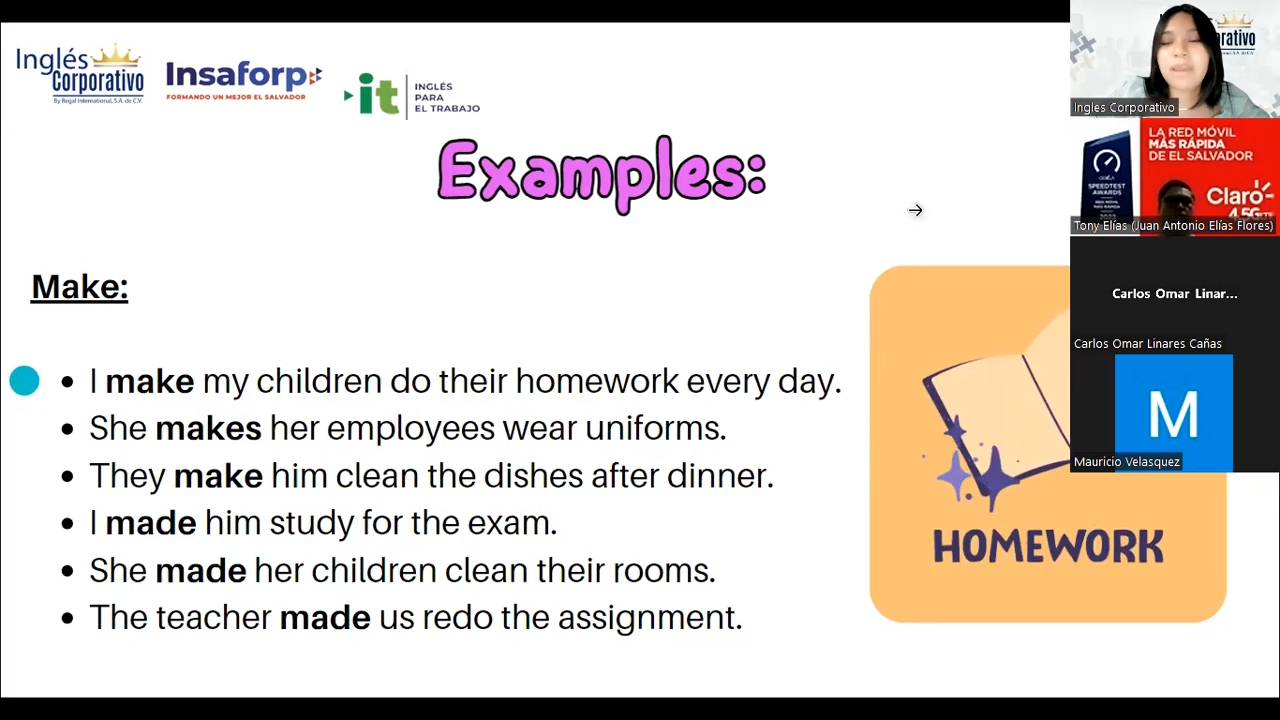 Inglés
Corporativo
By Regal International, S.A. de C.V.
Insaforp
FORMANDO UN MEJOR EL SALVADOR
it
INGLÉS
PARA
EL TRABAJO
Examples:
Make:
• I make my children do their homework every day.
• She makes her employees wear uniforms.
• They make him clean the dishes after dinner.
• I made him study for the exam.
• She made her children clean their rooms.
• The teacher made us redo the assignment.
HOMEWORK
Ingles Corporativo
LA RED MÓVIL
MÁS RÁPIDA
DE EL SALVADOR
SPEEDTEST
AWARDS
Claro
4.5G
Tony Elías (Juan Antonio Elías Flores)
Carlos Omar Linar...
Carlos Omar Linares Cañas
M
Mauricio Velasquez